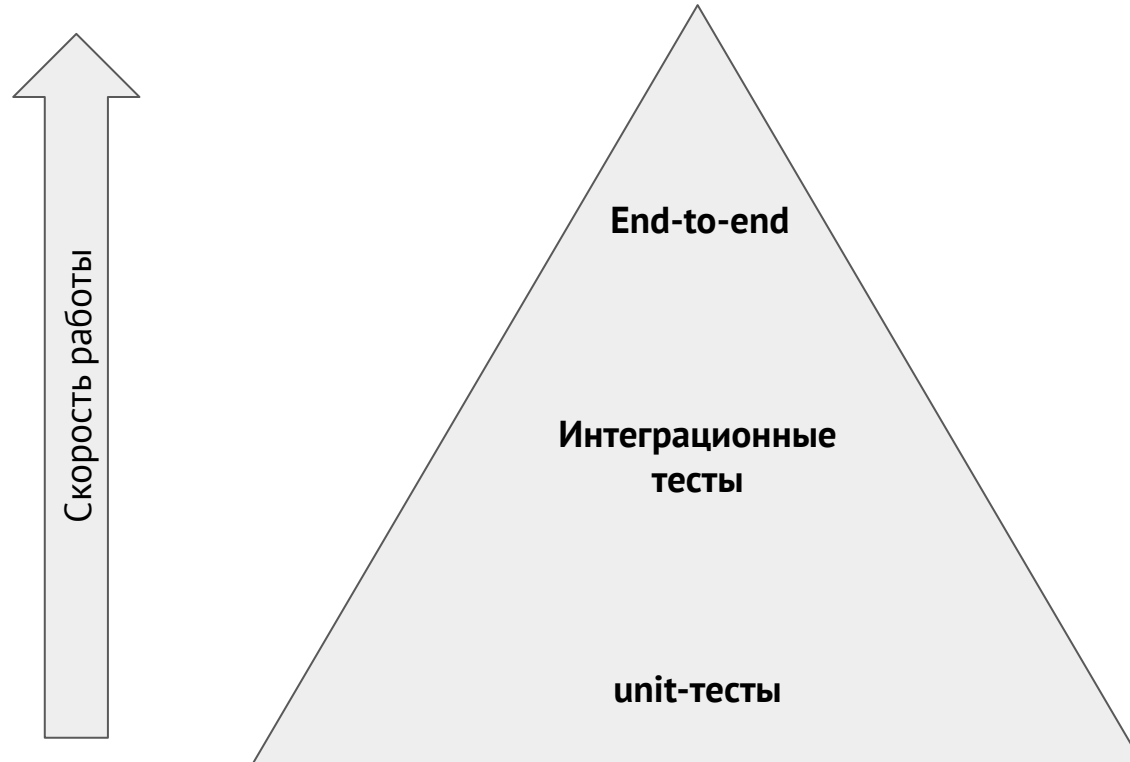 Скорость работы
End-to-end
Интеграционные
тесты
unit-тесты